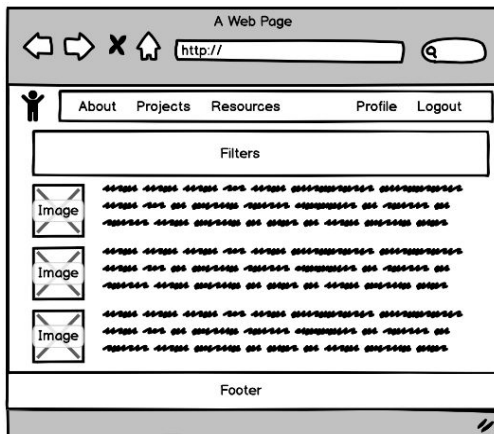 A Web Page
http://
About Projects Resources Profile Logout
Filters
Image
Image
Image
Footer